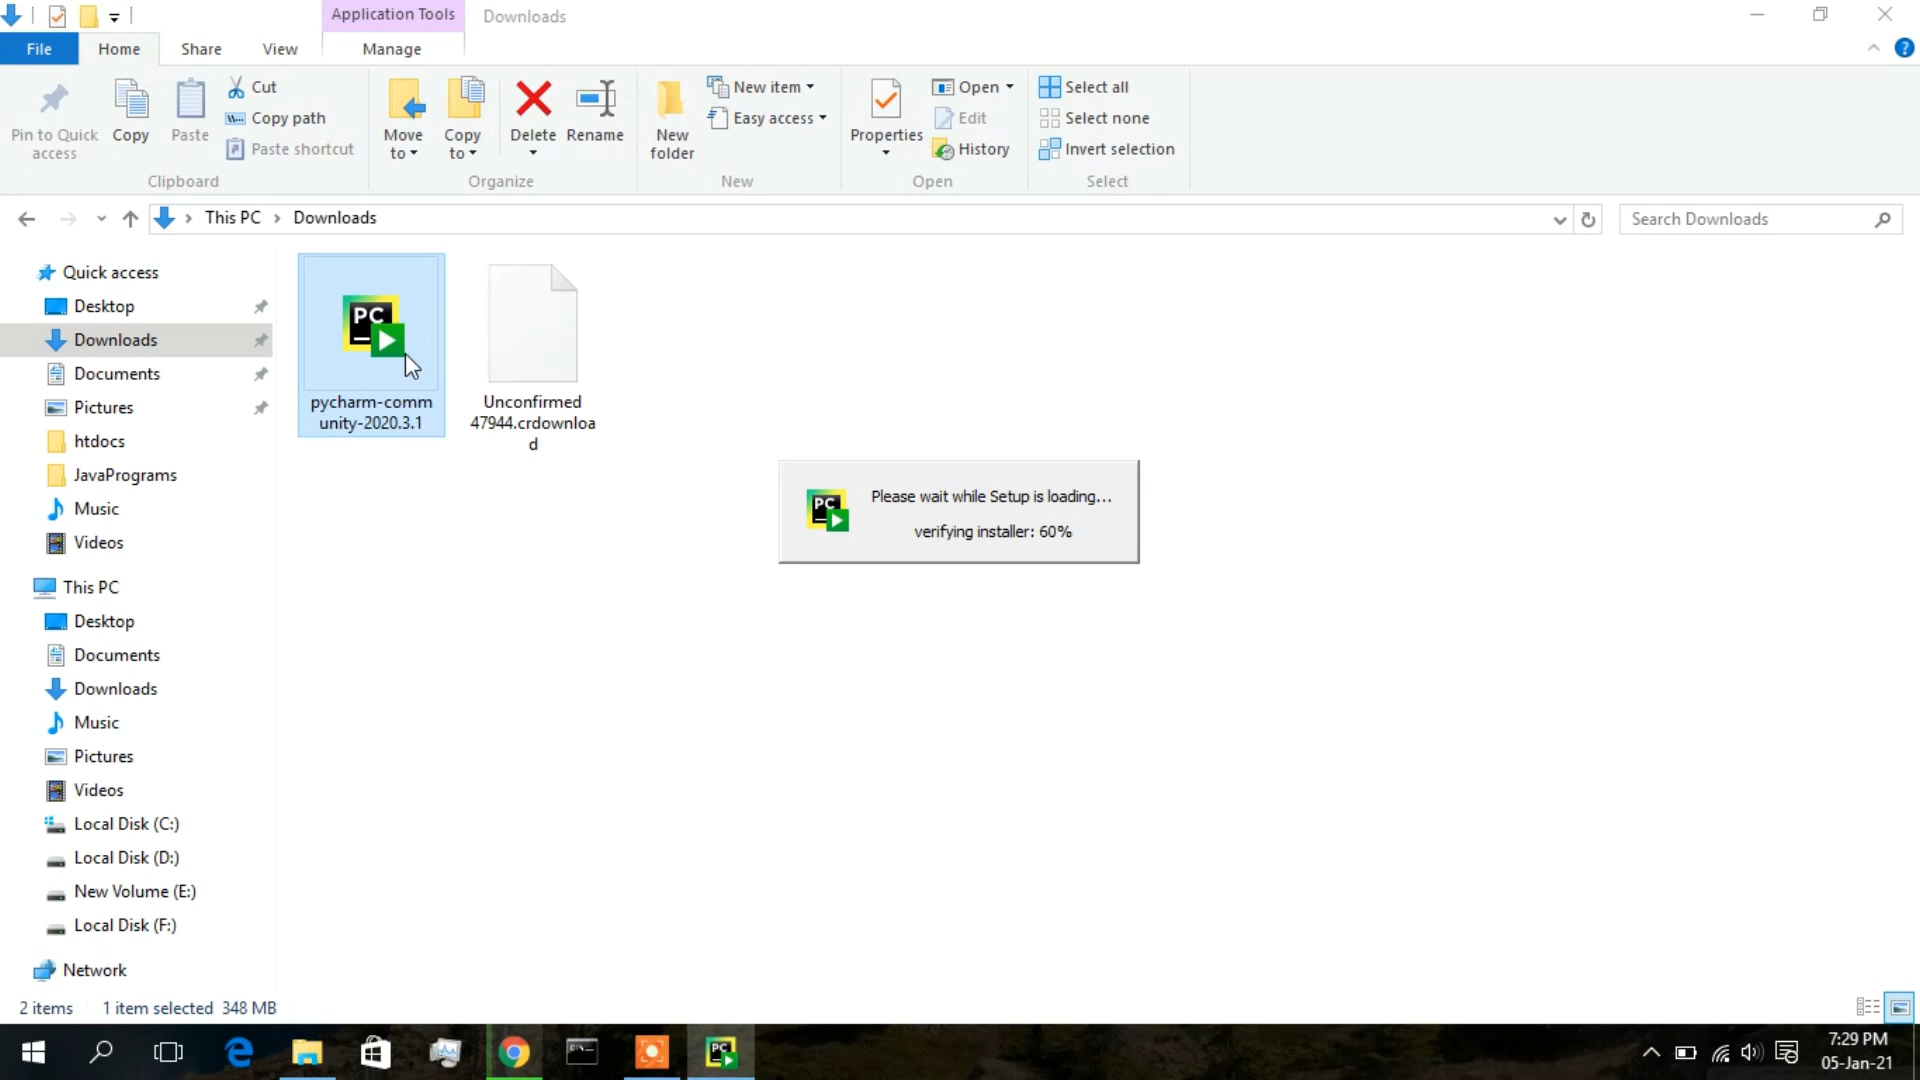 Application Tools
Downloads
File
Home
Share
View
Manage
Pin to Quick
access
Copy
Paste
Cut
Copy path
Paste shortcut
Clipboard
Move
to
Copy
to
Delete
Rename
Organize
New
folder
New item
Easy access
New
Properties
Open
Edit
History
Open
Select all
Select none
Invert selection
Select
This PC
Downloads
Search Downloads
Quick access
Desktop
Downloads
Documents
Pictures
htdocs
JavaPrograms
Music
Videos
This PC
Desktop
Documents
Downloads
Music
Pictures
Videos
Local Disk (C:)
Local Disk (D:)
New Volume (E:)
Local Disk (F:)
Network
PC
pycharm-comm
unity-2020.3.1
Unconfirmed
47944.crdownloa
d
PC
Please wait while Setup is loading...
verifying installer: 60%
2 items
1 item selected 348 MB
PC
7:29 PM
05-Jan-21